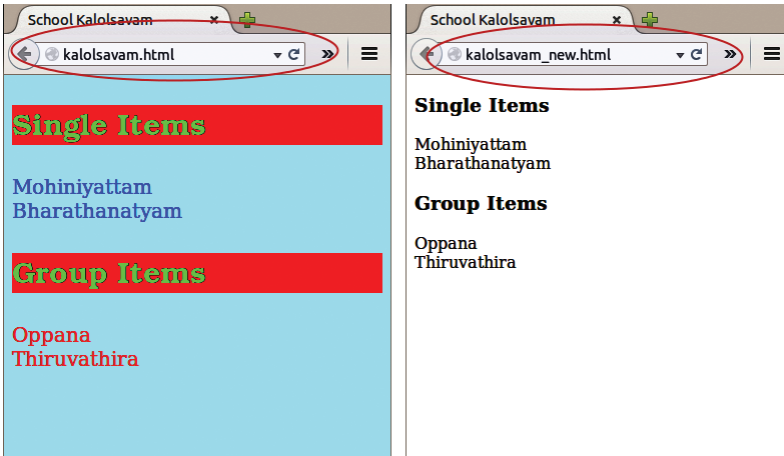 School Kalolsavam
kalolsavam.html
Single Items
Mohiniyattam
Bharathanatyam
Group Items
Oppana
Thiruvathira
School Kalolsavam
kalolsavam_new.html
Single Items
Mohiniyattam
Bharathanatyam
Group Items
Oppana
Thiruvathira